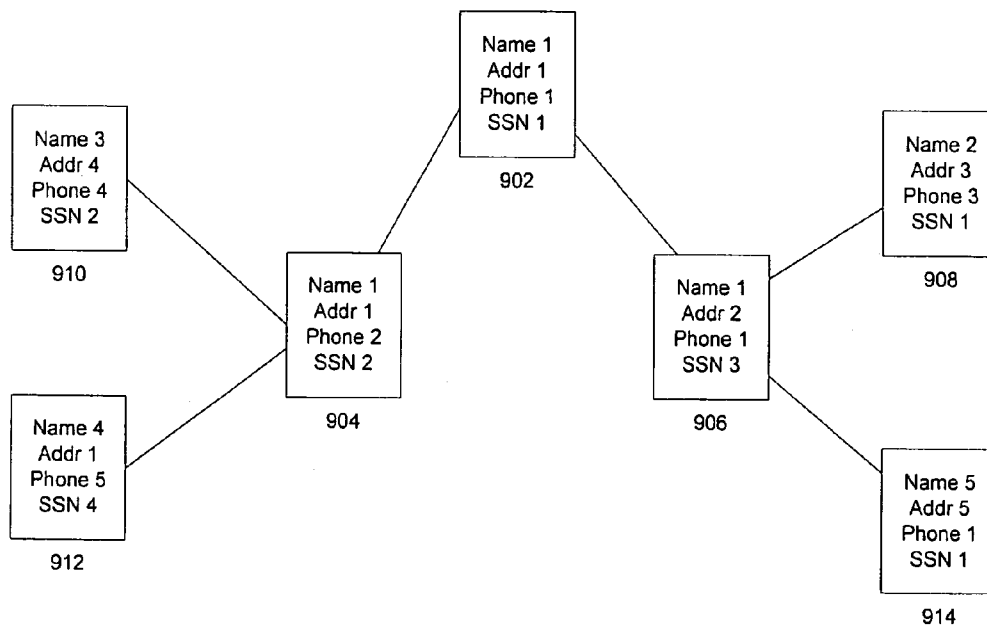 Name 1
Addr 1
Phone 1
SSN 1
902
Name 3
Addr 4
Phone 4
SSN 2
910
Name 2
Addr 3
Phone 3
SSN 1
908
Name 1
Addr 1
Phone 2
SSN 2
904
Name 1
Addr 2
Phone 1
SSN 3
906
Name 4
Addr 1
Phone 5
SSN 4
912
Name 5
Addr 5
Phone 1
SSN 1
914